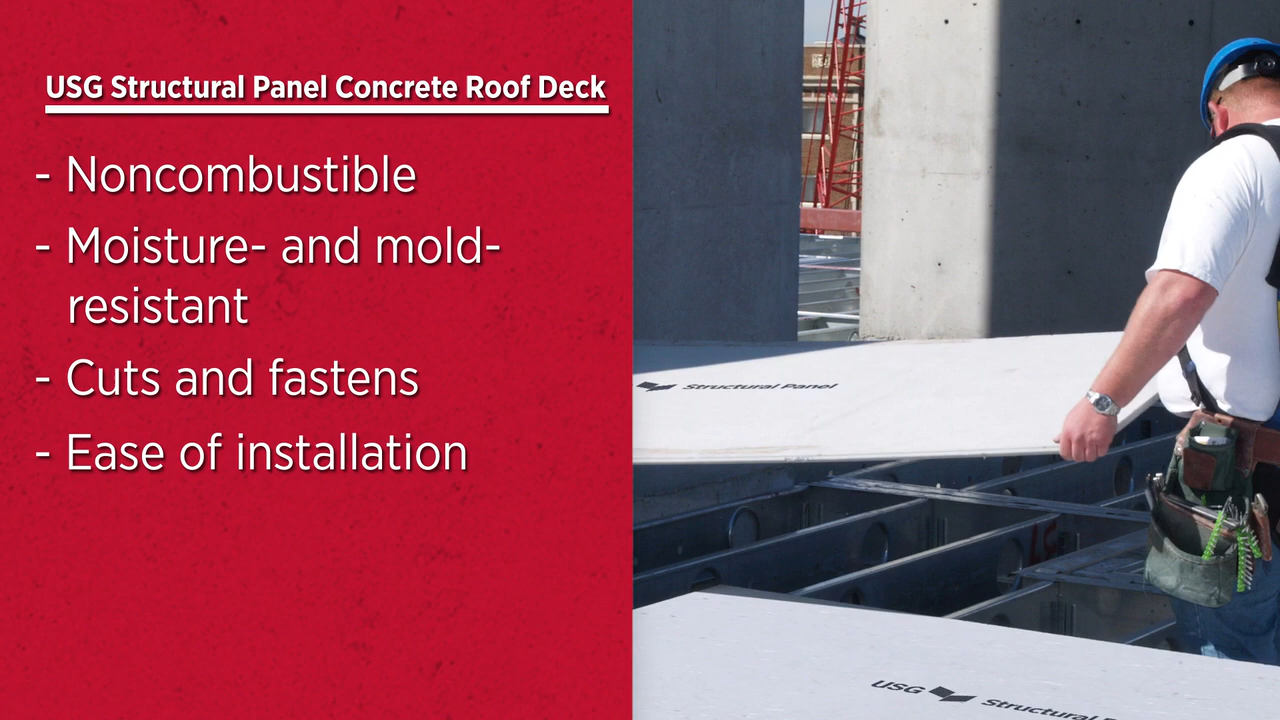 USG Structural Panel Concrete Roof Deck
- Noncombustible
- Moisture- and mold-
resistant
- Cuts and fastens
- Ease of installation
Structural Panel
USG Structural